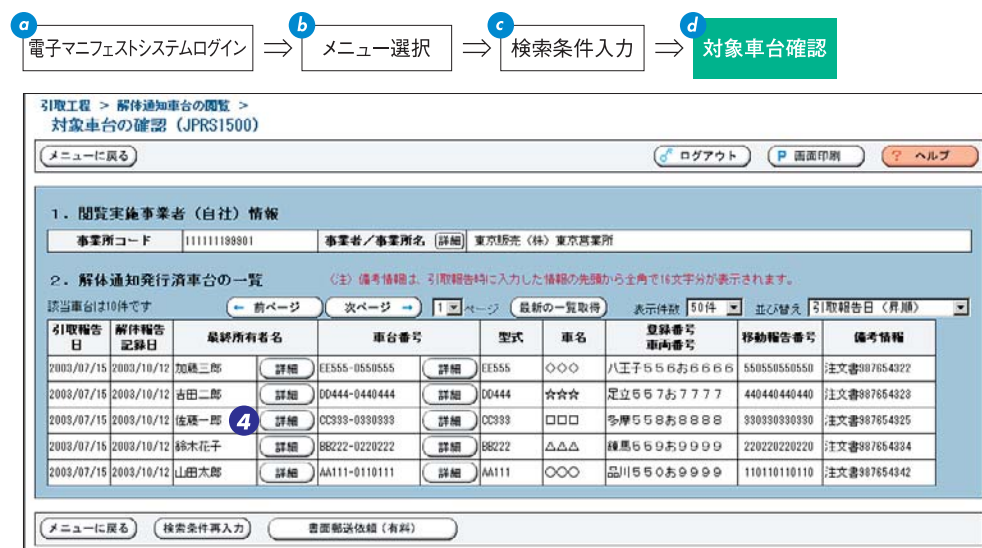 a b c d
電子マニフェストシステムログイン ⇒ メニュー選択 ⇒ 検索条件入力 ⇒ 対象車台確認
引取工程 > 解体通知車台の閲覧 >
対象車台の確認 (JPRS1500)
メニューに戻る ログアウト P 画面印刷 ? ヘルプ
1. 閲覧実施事業者（自社）情報
事業所コード 111111199901 事業者／事業所名 詳細 東京販売（株）東京営業所
2. 解体通知発行済車台の一覧 （注）備考情報は、引取報告時に入力した情報の先頭から全角で16文字分が表示されます。
該当車台は10件です ← 前ページ 次ページ → 1 ページ 最新の一覧取得 表示件数 50件 並び替え 引取報告日（昇順）
引取報告日 解体報告記録日 最終所有者名 車台番号 型式 車名 登録番号 車両番号 移動報告番号 備考情報
2003/07/15 2003/10/12 加藤三郎 詳細 EE555-0550555 詳細 EE555 ◇◇◇ 八王子５５６お６６６６ 550550550550 注文書987654322
2003/07/15 2003/10/12 吉田二郎 詳細 DD444-0440444 詳細 DD444 ☆☆☆ 足立５５７お７７７７ 440440440440 注文書987654323
2003/07/15 2003/10/12 佐藤一郎 4 詳細 CC333-0330333 詳細 CC333 □□□ 多摩５５８お８８８８ 330330330330 注文書987654325
2003/07/15 2003/10/12 鈴木花子 詳細 BB222-0220222 詳細 BB222 △△△ 練馬５５９お９９９９ 220220220220 注文書987654334
2003/07/15 2003/10/12 山田太郎 詳細 AA111-0110111 詳細 AA111 ○○○ 品川５５０お９９９９ 110110110110 注文書987654342
メニューに戻る 検索条件再入力 書面郵送依頼（有料）